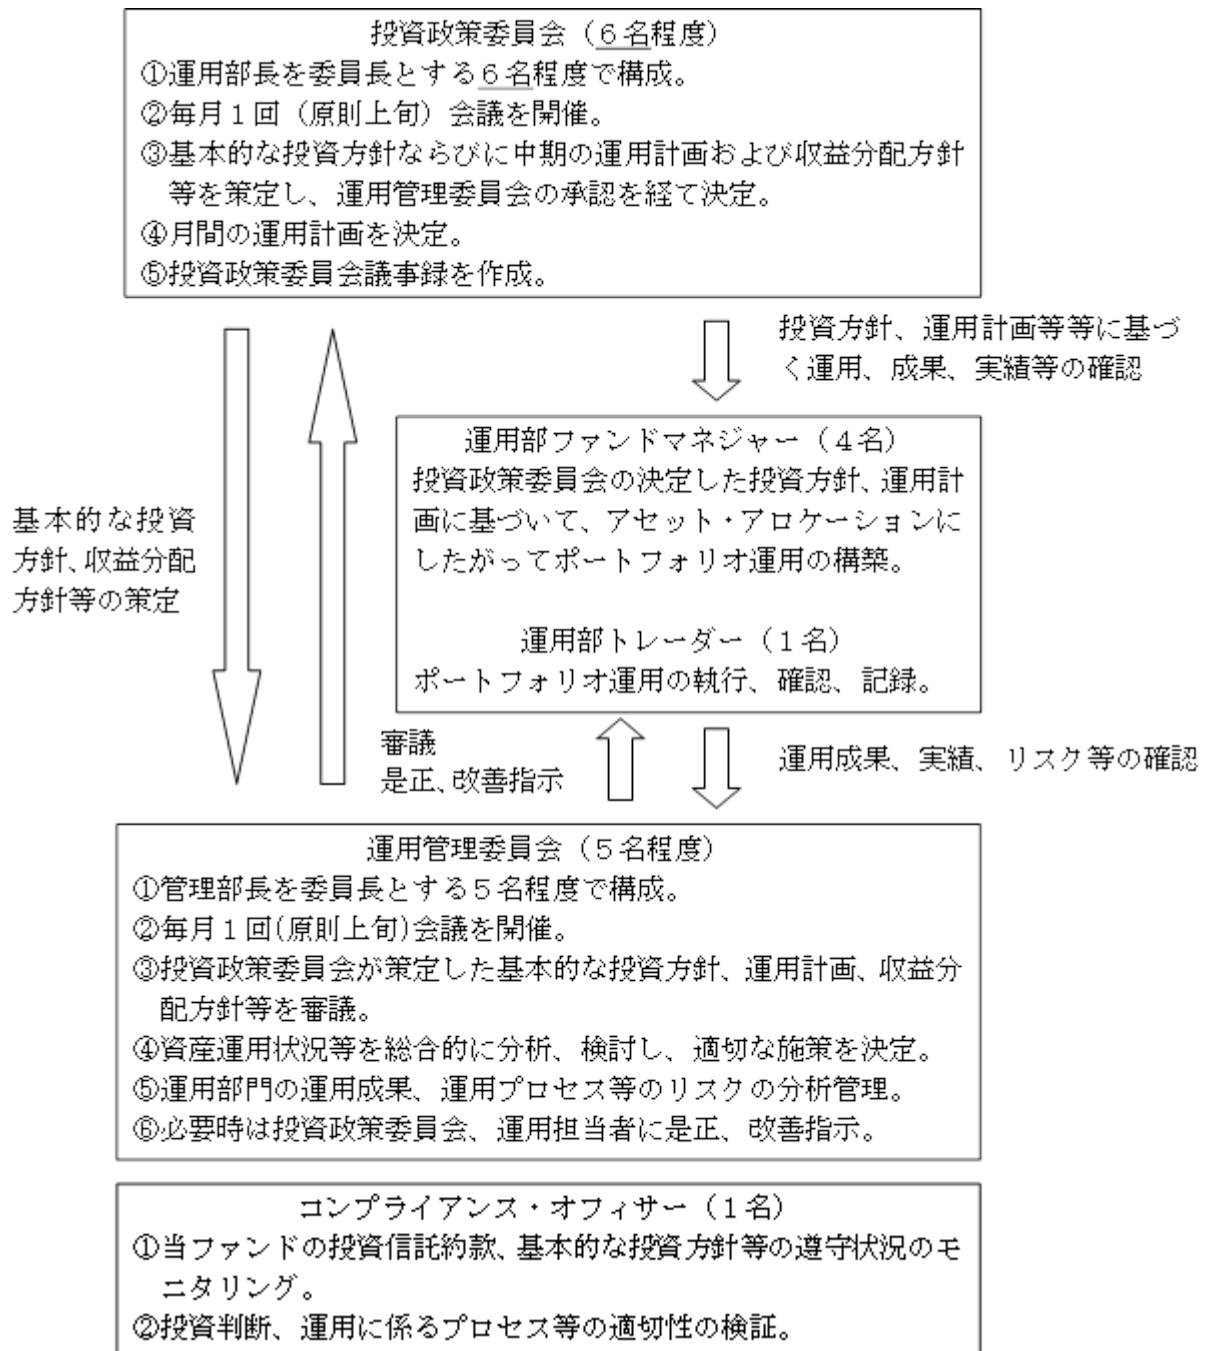 投資政策委員会（６名程度）
①運用部長を委員長とする６名程度で構成。
②毎月１回（原則上旬）会議を開催。
③基本的な投資方針ならびに中期の運用計画および収益分配方針
等を策定し、運用管理委員会の承認を経て決定。
④月間の運用計画を決定。
⑤投資政策委員会議事録を作成。
投資方針、運用計画等等に基づ
く運用、成果、実績等の確認
運用部ファンドマネジャー（４名）
投資政策委員会の決定した投資方針、運用計
画に基づいて、アセット・アロケーションに
したがってポートフォリオ運用の構築。
運用部トレーダー（１名）
ポートフォリオ運用の執行、確認、記録。
基本的な投資
方針、収益分配
方針等の策定
審議
是正、改善指示
運用成果、実績、リスク等の確認
運用管理委員会（５名程度）
①管理部長を委員長とする５名程度で構成。
②毎月１回(原則上旬)会議を開催。
③投資政策委員会が策定した基本的な投資方針、運用計画、収益分
配方針等を審議。
④資産運用状況等を総合的に分析、検討し、適切な施策を決定。
⑤運用部門の運用成果、運用プロセス等のリスクの分析管理。
⑥必要時は投資政策委員会、運用担当者に是正、改善指示。
コンプライアンス・オフィサー（１名）
①当ファンドの投資信託約款、基本的な投資方針等の遵守状況のモ
ニタリング。
②投資判断、運用に係るプロセス等の適切性の検証。